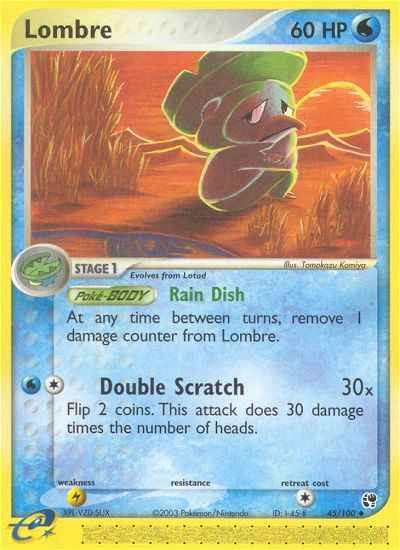 Lombre 60 HP
Illus. Tomokazu Komiya
STAGE 1
Evolves from Lotad
Poké-BODY Rain Dish
At any time between turns, remove 1
damage counter from Lombre.
Double Scratch 30x
Flip 2 coins. This attack does 30 damage
times the number of heads.
weakness resistance retreat cost
©2003 Pokémon/Nintendo 45/100
e